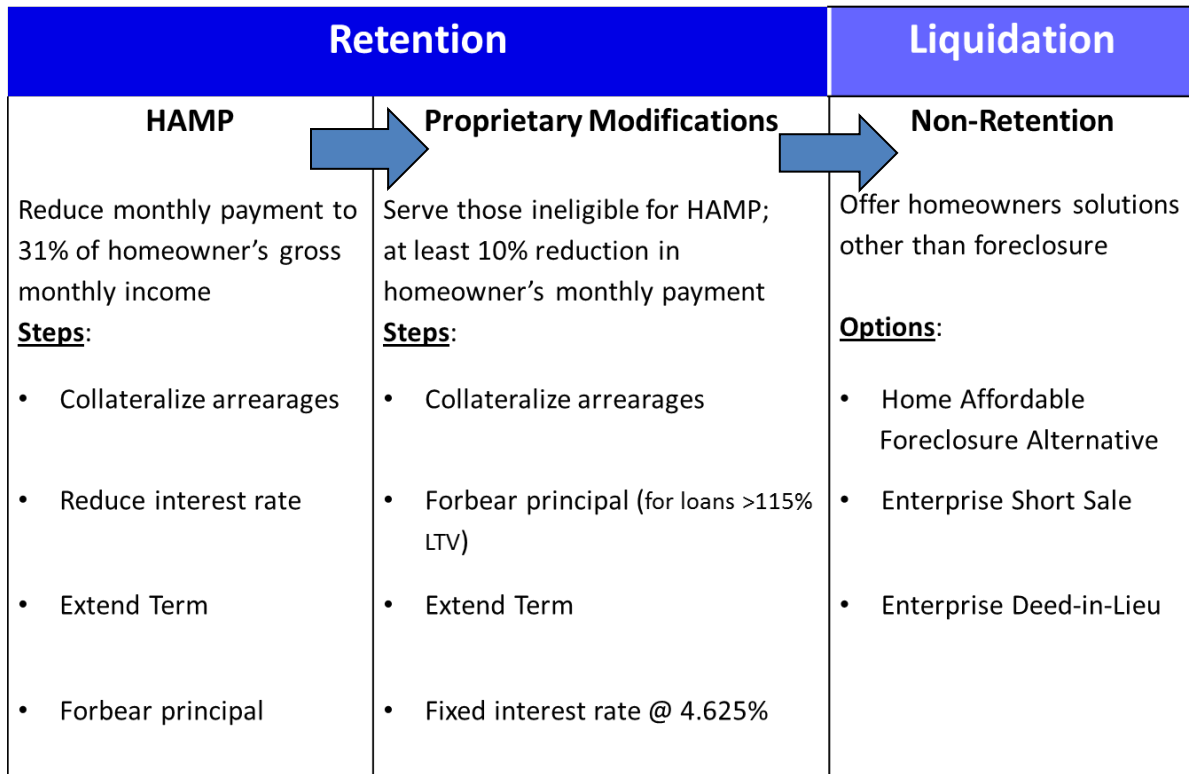 Retention
Liquidation
HAMP
Reduce monthly payment to
31% of homeowner's gross
monthly income
Steps:
• Collateralize arrearages
• Reduce interest rate
• Extend Term
• Forbear principal
Proprietary Modifications
Serve those ineligible for HAMP;
at least 10% reduction in
homeowner's monthly payment
Steps:
• Collateralize arrearages
• Forbear principal (for loans >115%
LTV)
• Extend Term
• Fixed interest rate @ 4.625%
Non-Retention
Offer homeowners solutions
other than foreclosure
Options:
• Home Affordable
Foreclosure Alternative
• Enterprise Short Sale
• Enterprise Deed-in-Lieu